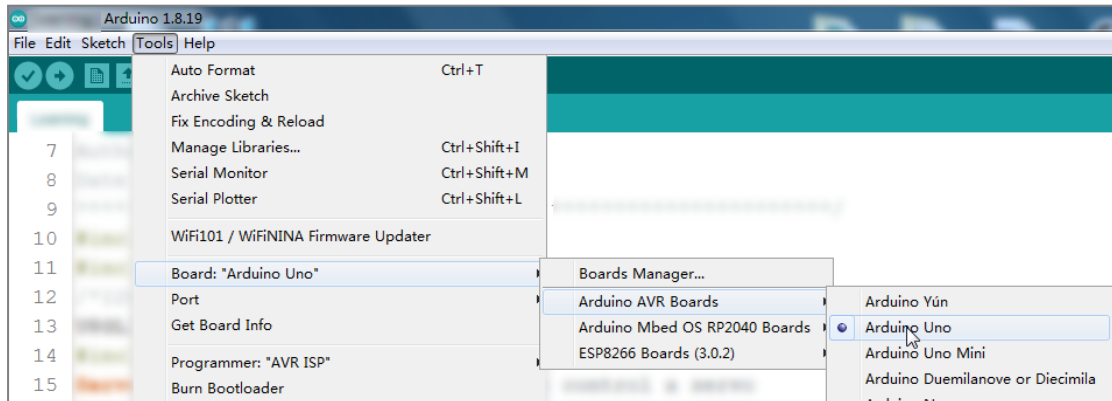 Arduino 1.8.19
File Edit Sketch Tools Help
Auto Format Ctrl+T
Archive Sketch
Fix Encoding & Reload
Manage Libraries... Ctrl+Shift+I
Serial Monitor Ctrl+Shift+M
Serial Plotter Ctrl+Shift+L
WiFi101 / WiFiNINA Firmware Updater
Board: "Arduino Uno"
Port
Get Board Info
Programmer: "AVR ISP"
Burn Bootloader
Boards Manager...
Arduino AVR Boards
Arduino Mbed OS RP2040 Boards
ESP8266 Boards (3.0.2)
Arduino Yún
Arduino Uno
Arduino Uno Mini
Arduino Duemilanove or Diecimila
7
8
9
10
11
12
13
14
15